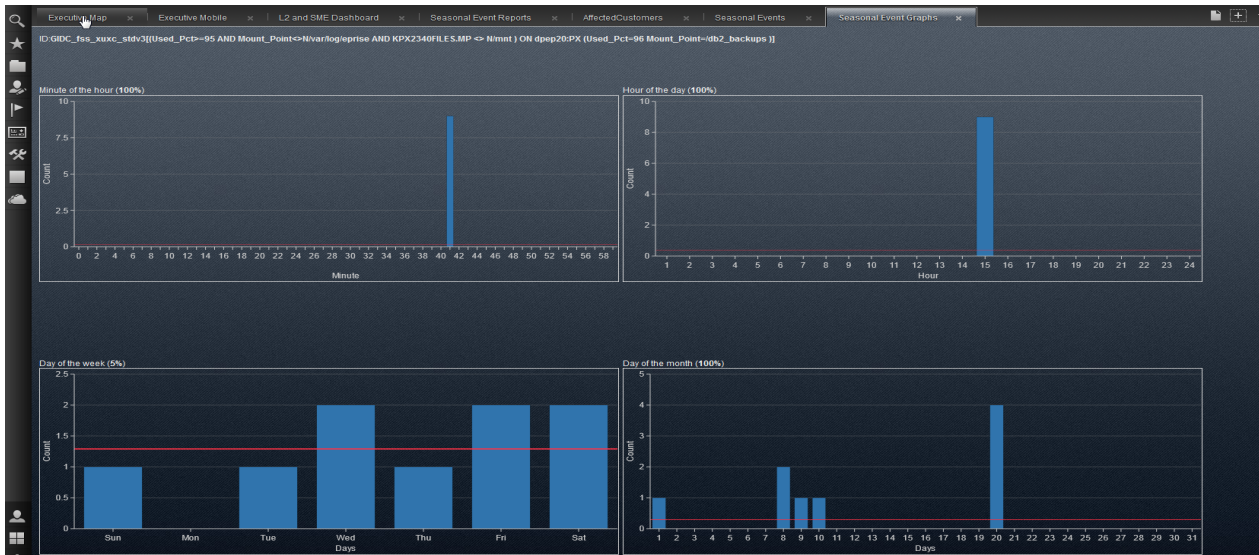 Executive Map × Executive Mobile × L2 and SME Dashboard × Seasonal Event Reports × AffectedCustomers × Seasonal Events × Seasonal Event Graphs ×
ID:GIDC_fss_xuxc_stdv3[(Used_Pct>=95 AND Mount_Point<>N/var/log/eprise AND KPX2340FILES.MP <> N/mnt ) ON dpep20:PX (Used_Pct=96 Mount_Point=/db2_backups )]
Minute of the hour (100%)
10
7.5
5
2.5
0
Count
0 2 4 6 8 10 12 14 16 18 20 22 24 26 28 30 32 34 36 38 40 42 44 46 48 50 52 54 56 58
Minute
Hour of the day (100%)
10
8
6
4
2
0
Count
1 2 3 4 5 6 7 8 9 10 11 12 13 14 15 16 17 18 19 20 21 22 23 24
Hour
Day of the week (5%)
2.5
2
1.5
1
0.5
0
Count
Sun Mon Tue Wed Thu Fri Sat
Days
Day of the month (100%)
5
4
3
2
1
0
Count
1 2 3 4 5 6 7 8 9 10 11 12 13 14 15 16 17 18 19 20 21 22 23 24 25 26 27 28 29 30 31
Days